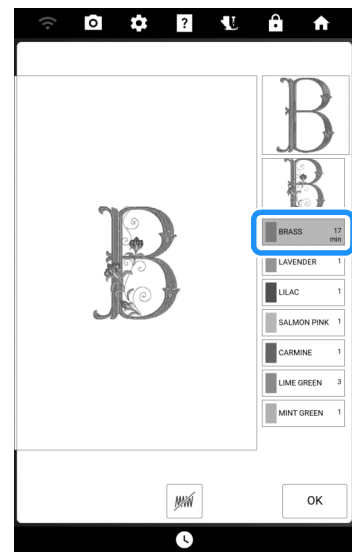 ?
BRASS 17
min
LAVENDER 1
LILAC 1
SALMON PINK 1
CARMINE 1
LIME GREEN 3
MINT GREEN 1
OK